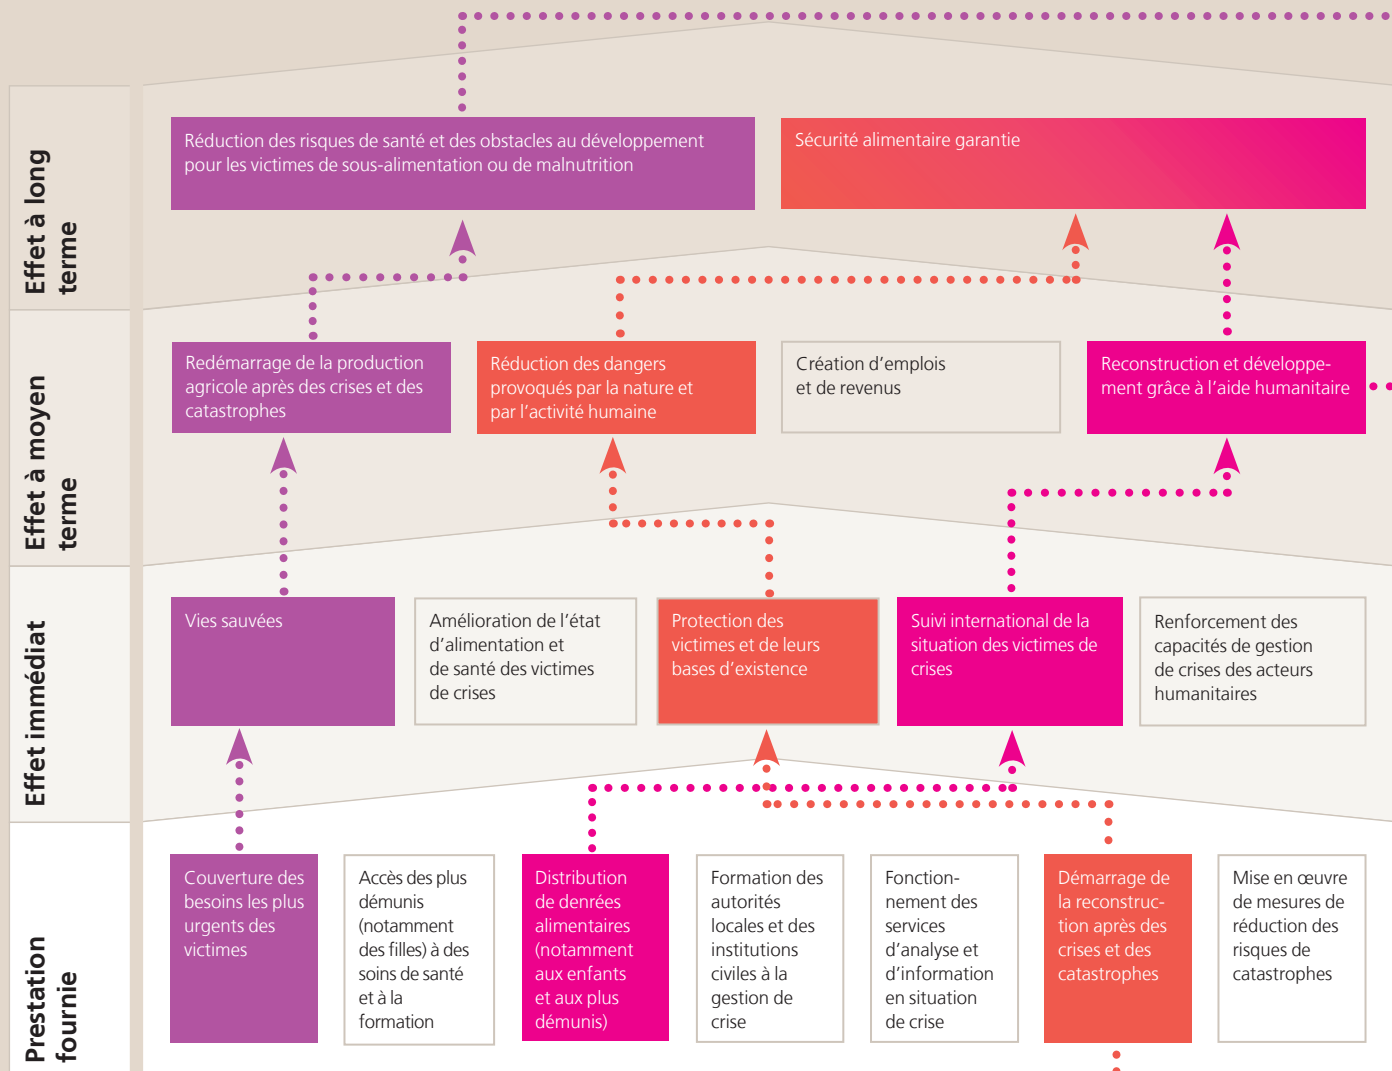 Effet à long
terme
Réduction des risques de santé et des obstacles au développement
pour les victimes de sous-alimentation ou de malnutrition
Sécurité alimentaire garantie
Effet à moyen
terme
Redémarrage de la production
agricole après des crises et des
catastrophes
Réduction des dangers
provoqués par la nature et
par l’activité humaine
Création d’emplois
et de revenus
Reconstruction et développe-
ment grâce à l’aide humanitaire
Effet immédiat
Vies sauvées
Amélioration de l’état
d’alimentation et
de santé des victimes
de crises
Protection des
victimes et de leurs
bases d’existence
Suivi international de la
situation des victimes de
crises
Renforcement des
capacités de gestion
de crises des acteurs
humanitaires
Prestation
fournie
Couverture des
besoins les plus
urgents des
victimes
Accès des plus
démunis
(notamment
des filles) à des
soins de santé
et à la
formation
Distribution
de denrées
alimentaires
(notamment
aux enfants
et aux plus
démunis)
Formation des
autorités
locales et des
institutions
civiles à la
gestion de
crise
Fonction-
nement des
services
d’analyse et
d’information
en situation
de crise
Démarrage de
la reconstruc-
tion après des
crises et des
catastrophes
Mise en œuvre
de mesures de
réduction des
risques de
catastrophes